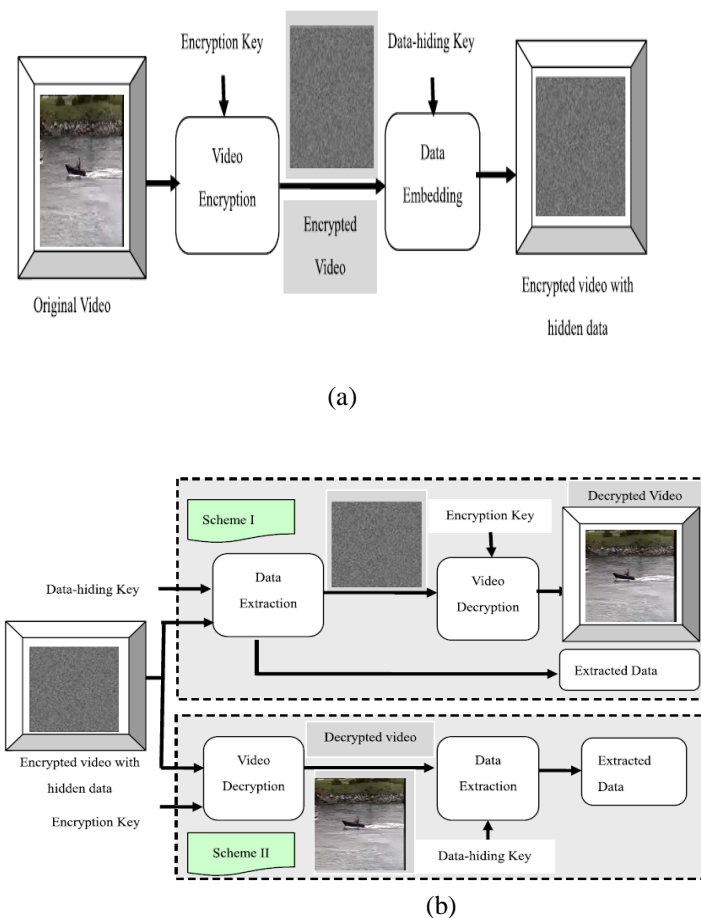 Encryption Key
Data-hiding Key
Video
Encryption
Data
Embedding
Encrypted
Video
Original Video
Encrypted video with
hidden data
(a)
Decrypted Video
Scheme I
Encryption Key
Data
Extraction
Video
Decryption
Data-hiding Key
Extracted Data
Encrypted video with
hidden data
Encryption Key
Decrypted video
Video
Decryption
Data
Extraction
Extracted
Data
Scheme II
Data-hiding Key
(b)